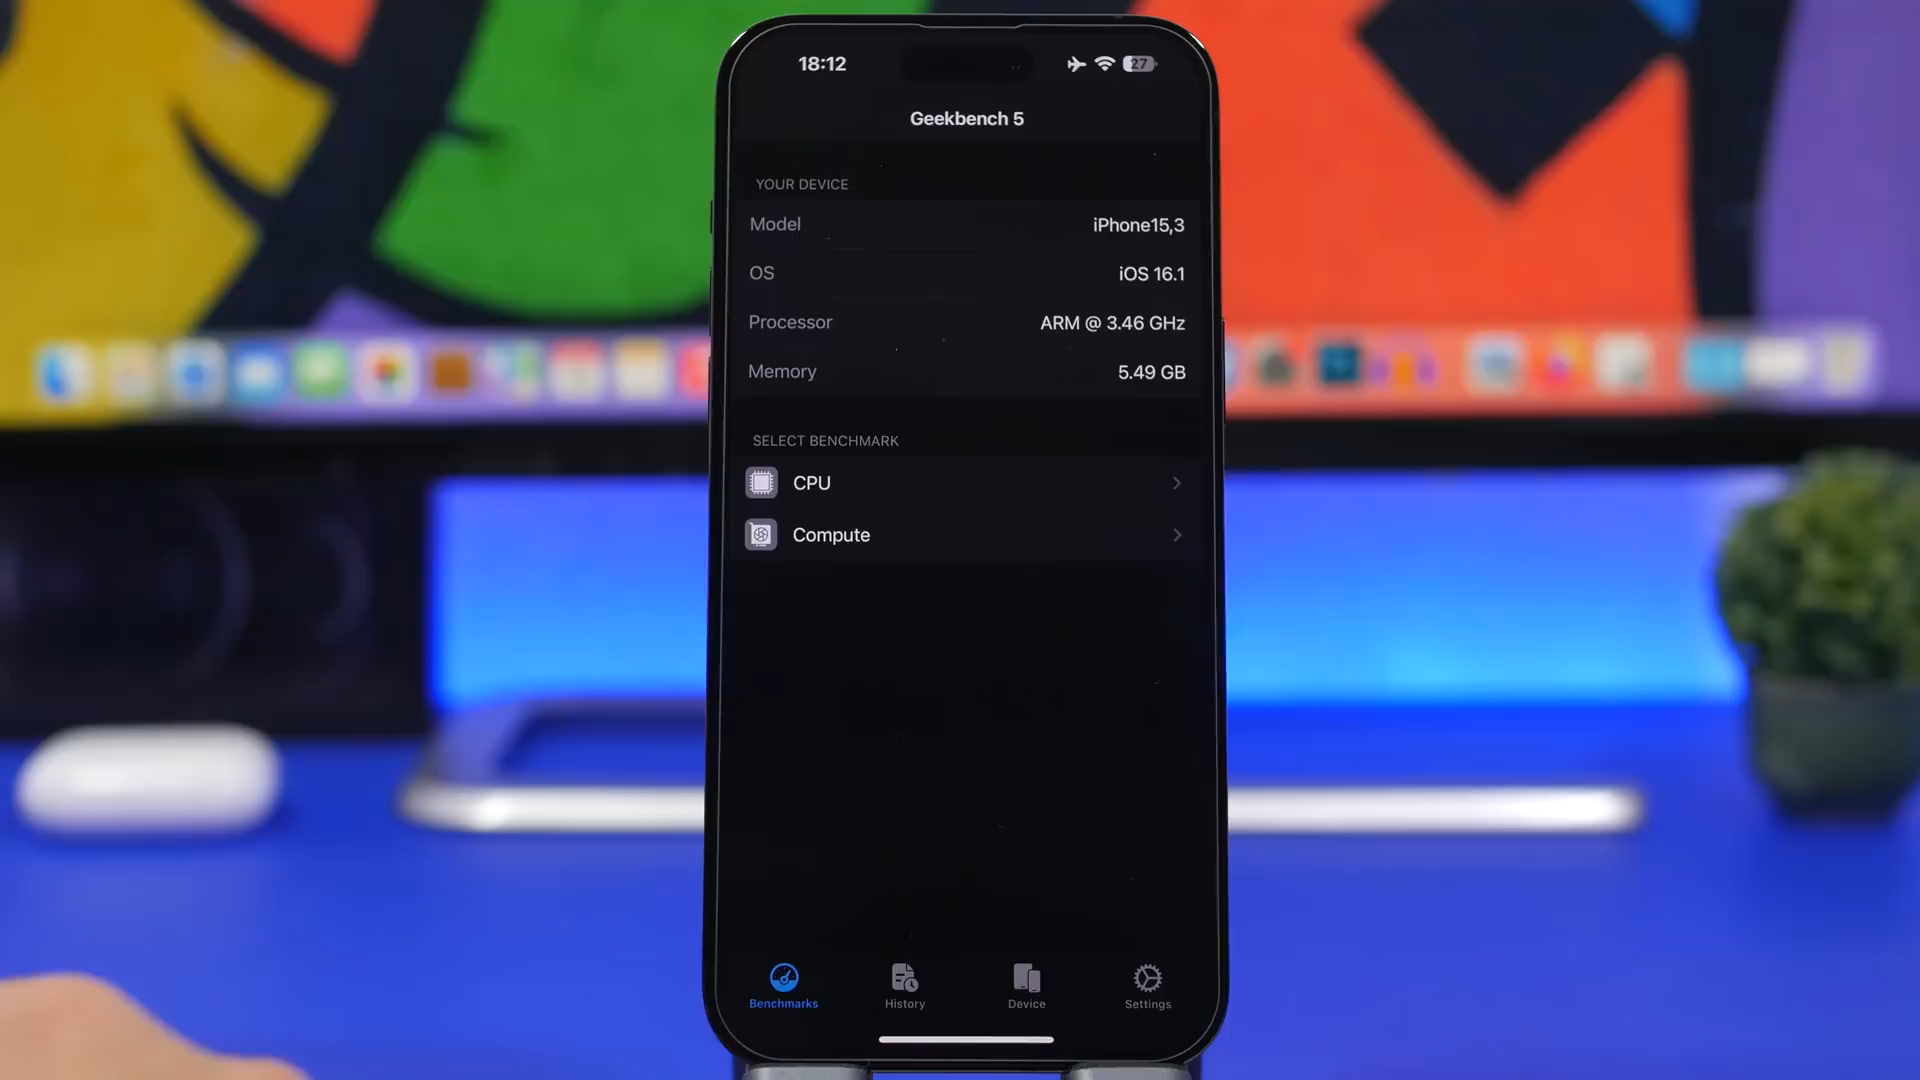 18:12
27
Geekbench 5
YOUR DEVICE
Model iPhone15,3
OS iOS 16.1
Processor ARM @ 3.46 GHz
Memory 5.49 GB
SELECT BENCHMARK
CPU
Compute
Benchmarks History Device Settings